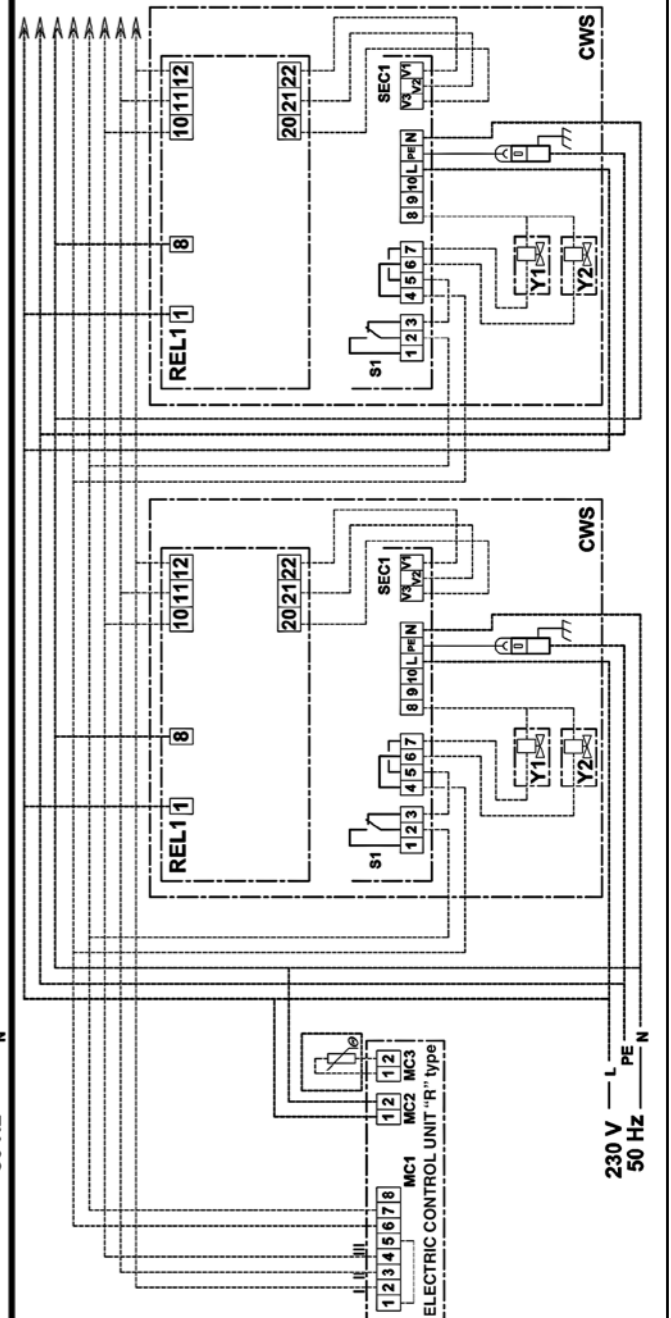 N
I II III
1 2 3 4 5 6 7 8
MC1
1 2
MC2
1 2
MC3
ELECTRIC CONTROL UNIT "R" type
230 V
50 Hz
L
PE
N
REL1
1 8 10 11 12
20 21 22
S1
SEC1
V3 V2 V1
1 2 3 4 5 6 7 8 9 10 L PE N
Y1
Y2
CWS
REL1
1 8 10 11 12
20 21 22
S1
SEC1
V3 V2 V1
1 2 3 4 5 6 7 8 9 10 L PE N
Y1
Y2
CWS